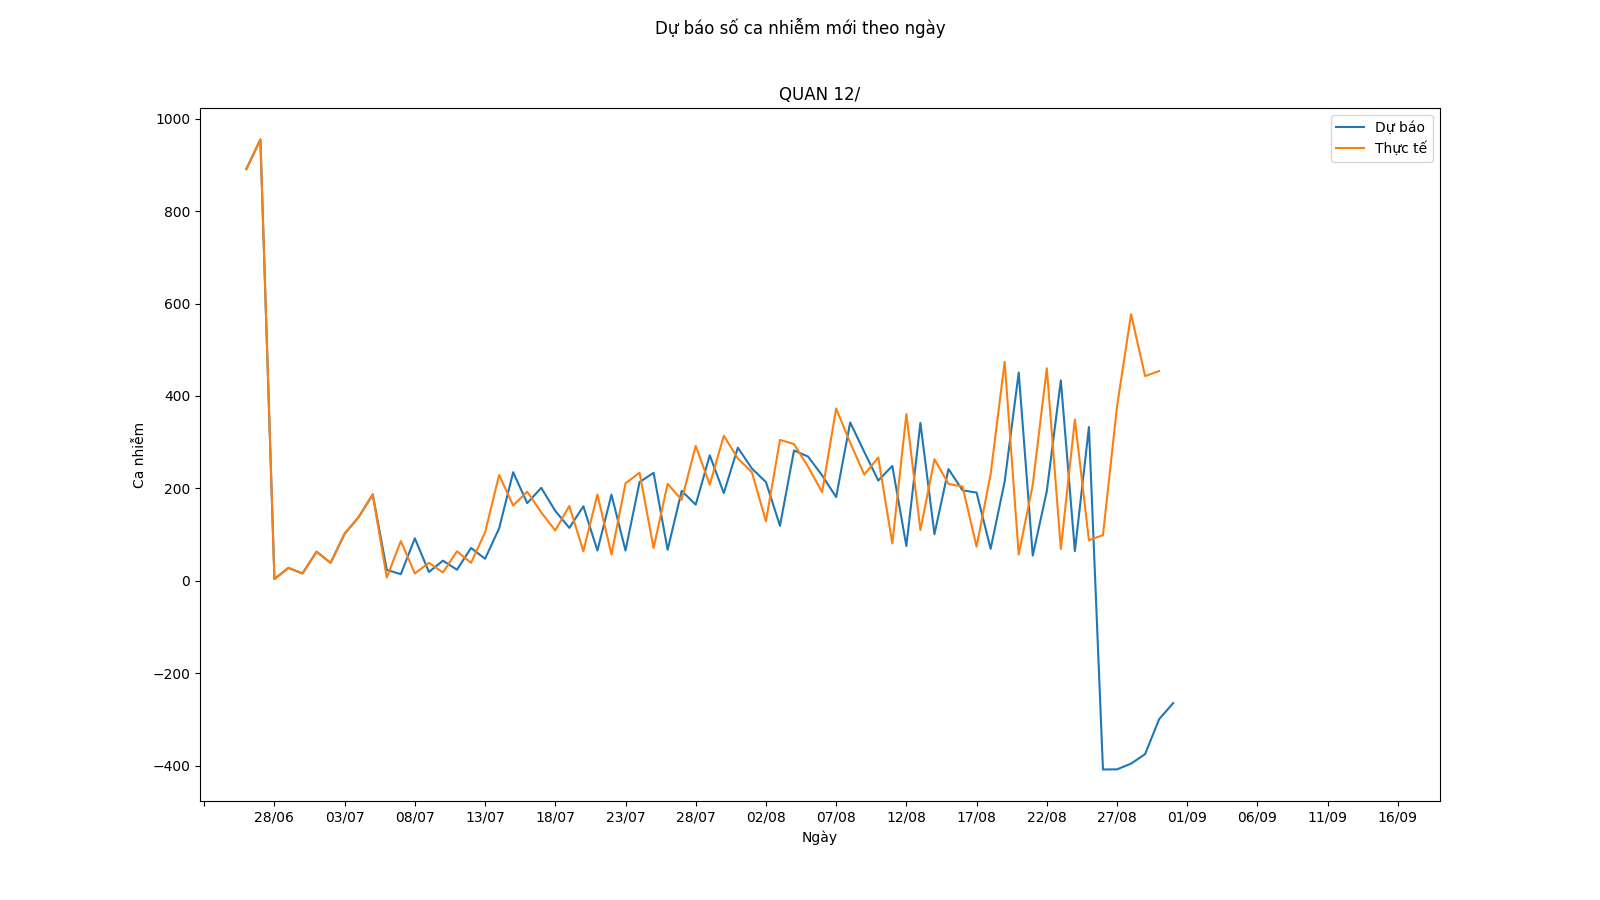 Dự báo số ca nhiễm mới theo ngày
QUAN 12/
Dự báo
Thực tế
1000
800
600
400
200
0
−200
−400
Ca nhiễm
28/06 03/07 08/07 13/07 18/07 23/07 28/07 02/08 07/08 12/08 17/08 22/08 27/08 01/09 06/09 11/09 16/09
Ngày